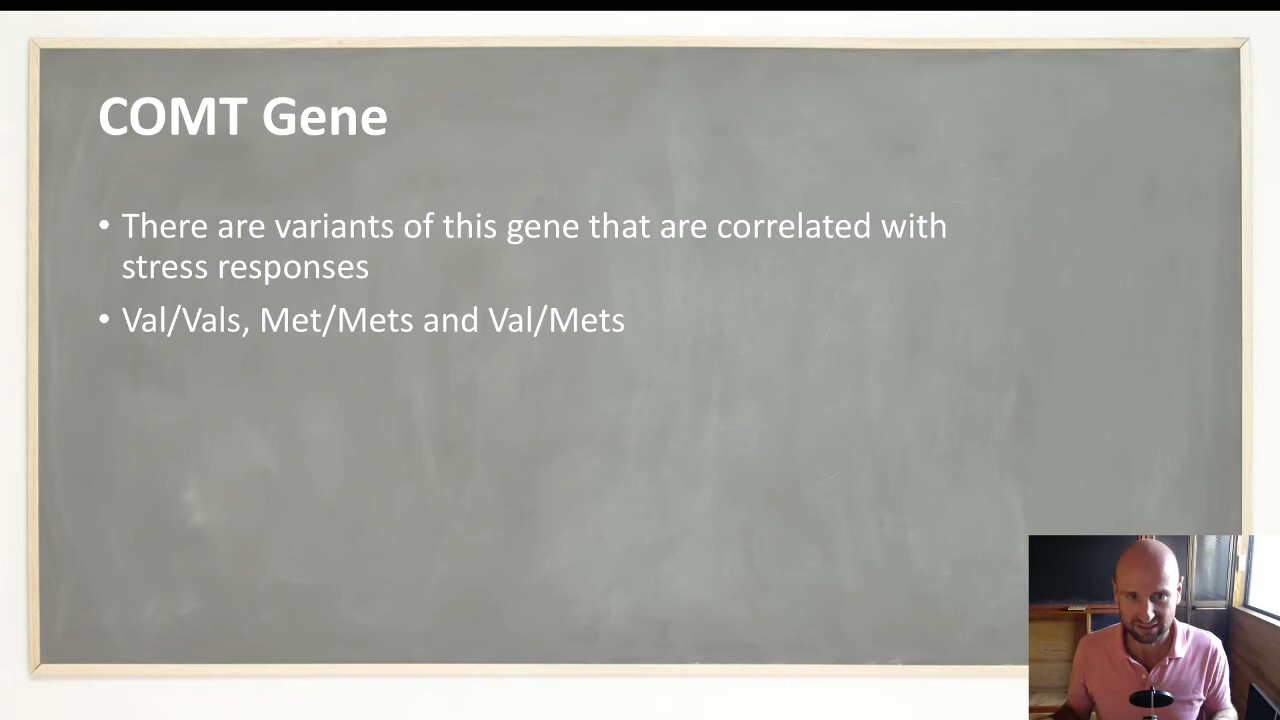 COMT Gene
• There are variants of this gene that are correlated with
stress responses
• Val/Vals, Met/Mets and Val/Mets